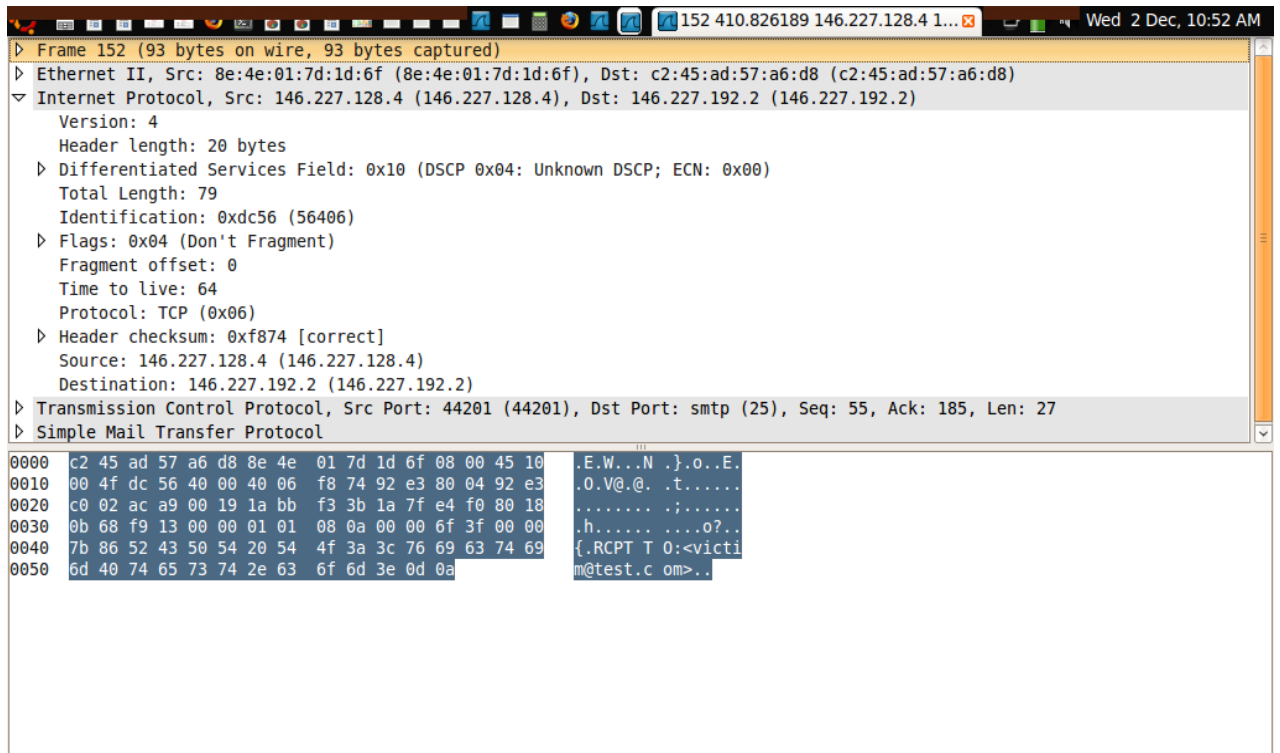 152 410.826189 146.227.128.4 1... Wed 2 Dec, 10:52 AM
Frame 152 (93 bytes on wire, 93 bytes captured)
Ethernet II, Src: 8e:4e:01:7d:1d:6f (8e:4e:01:7d:1d:6f), Dst: c2:45:ad:57:a6:d8 (c2:45:ad:57:a6:d8)
Internet Protocol, Src: 146.227.128.4 (146.227.128.4), Dst: 146.227.192.2 (146.227.192.2)
Version: 4
Header length: 20 bytes
Differentiated Services Field: 0x10 (DSCP 0x04: Unknown DSCP; ECN: 0x00)
Total Length: 79
Identification: 0xdc56 (56406)
Flags: 0x04 (Don't Fragment)
Fragment offset: 0
Time to live: 64
Protocol: TCP (0x06)
Header checksum: 0xf874 [correct]
Source: 146.227.128.4 (146.227.128.4)
Destination: 146.227.192.2 (146.227.192.2)
Transmission Control Protocol, Src Port: 44201 (44201), Dst Port: smtp (25), Seq: 55, Ack: 185, Len: 27
Simple Mail Transfer Protocol
0000 c2 45 ad 57 a6 d8 8e 4e 01 7d 1d 6f 08 00 45 10 .E.W...N .}.o..E.
0010 00 4f dc 56 40 00 40 06 f8 74 92 e3 80 04 92 e3 .O.V@.@. .t......
0020 c0 02 ac a9 00 19 1a bb f3 3b 1a 7f e4 f0 80 18 ........ .;......
0030 0b 68 f9 13 00 00 01 01 08 0a 00 00 6f 3f 00 00 .h...... ....o?..
0040 7b 86 52 43 50 54 20 54 4f 3a 3c 76 69 63 74 69 {.RCPT T O:<victi
0050 6d 40 74 65 73 74 2e 63 6f 6d 3e 0d 0a m@test.c om>..